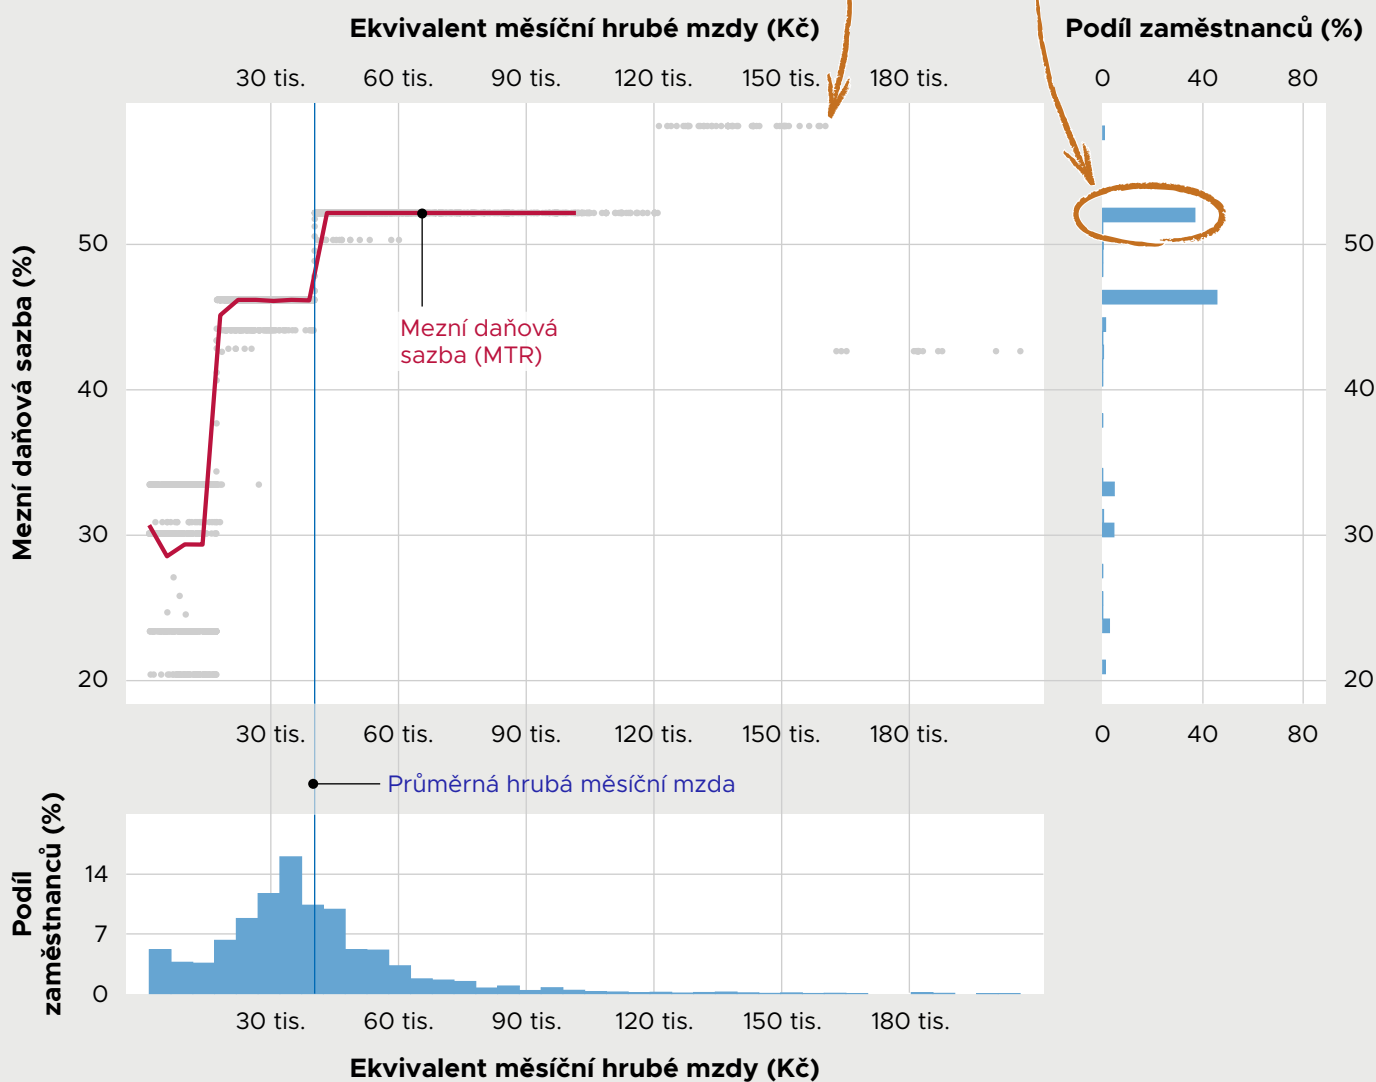 Ekvivalent měsíční hrubé mzdy (Kč)
Podíl zaměstnanců (%)
30 tis. 60 tis. 90 tis. 120 tis. 150 tis. 180 tis.
0 40 80
Mezní daňová sazba (%)
50
40
30
20
Mezní daňová
sazba (MTR)
50
40
30
20
30 tis. 60 tis. 90 tis. 120 tis. 150 tis. 180 tis.
0 40 80
Průměrná hrubá měsíční mzda
Podíl
zaměstnanců (%)
14
7
0
30 tis. 60 tis. 90 tis. 120 tis. 150 tis. 180 tis.
Ekvivalent měsíční hrubé mzdy (Kč)